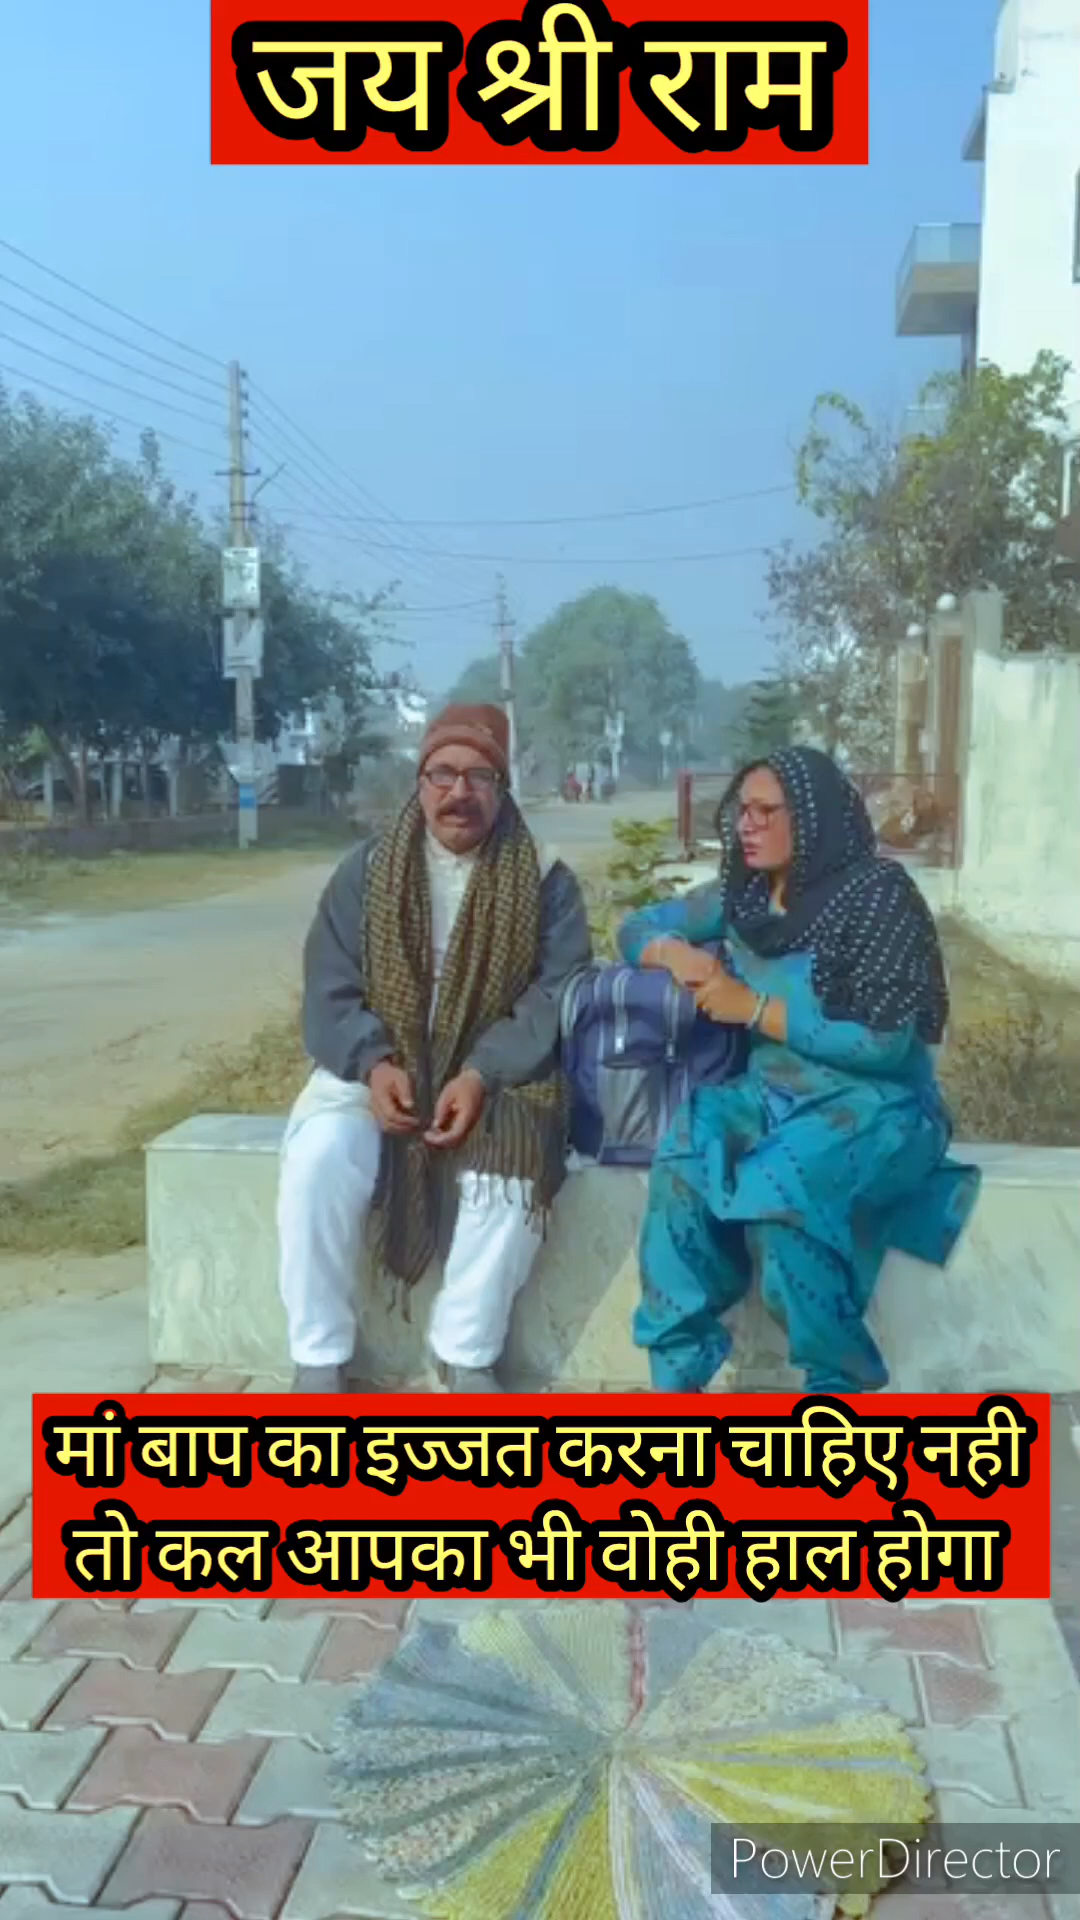 जय श्री राम
मां बाप का इज्जत करना चाहिए नही
तो कल आपका भी वोही हाल होगा
PowerDirector